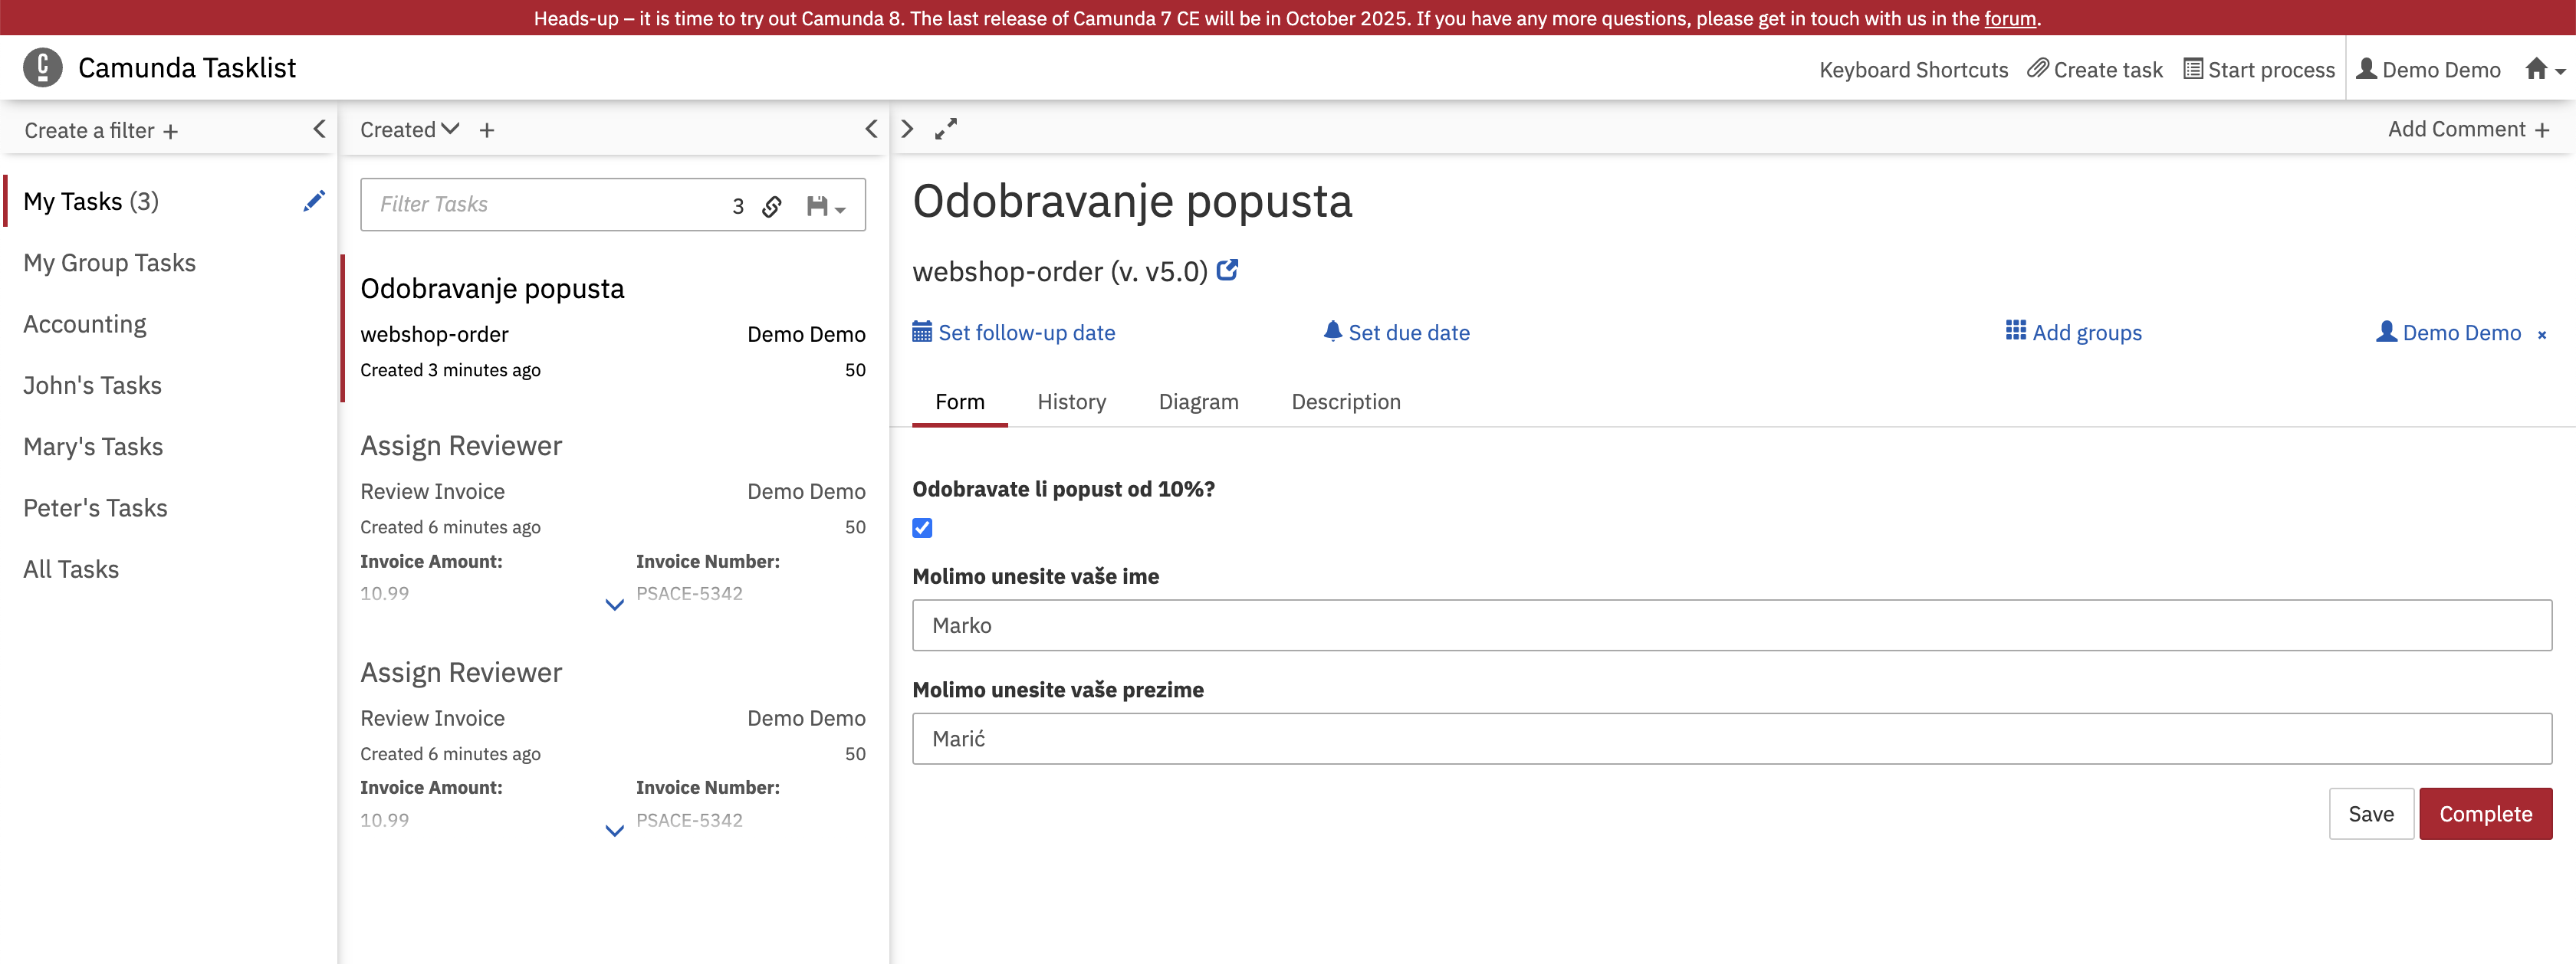 Heads-up – it is time to try out Camunda 8. The last release of Camunda 7 CE will be in October 2025. If you have any more questions, please get in touch with us in the forum.
Camunda Tasklist
Keyboard Shortcuts
Create task
Start process
Demo Demo
Create a filter +
Created +
Add Comment +
My Tasks (3)
My Group Tasks
Accounting
John's Tasks
Mary's Tasks
Peter's Tasks
All Tasks
Filter Tasks 3
Odobravanje popusta
webshop-order Demo Demo
Created 3 minutes ago 50
Assign Reviewer
Review Invoice Demo Demo
Created 6 minutes ago 50
Invoice Amount: Invoice Number:
10.99 PSACE-5342
Assign Reviewer
Review Invoice Demo Demo
Created 6 minutes ago 50
Invoice Amount: Invoice Number:
10.99 PSACE-5342
Odobravanje popusta
webshop-order (v. v5.0)
Set follow-up date
Set due date
Add groups
Demo Demo ×
Form History Diagram Description
Odobravate li popust od 10%?
Molimo unesite vaše ime
Marko
Molimo unesite vaše prezime
Marić
Save Complete